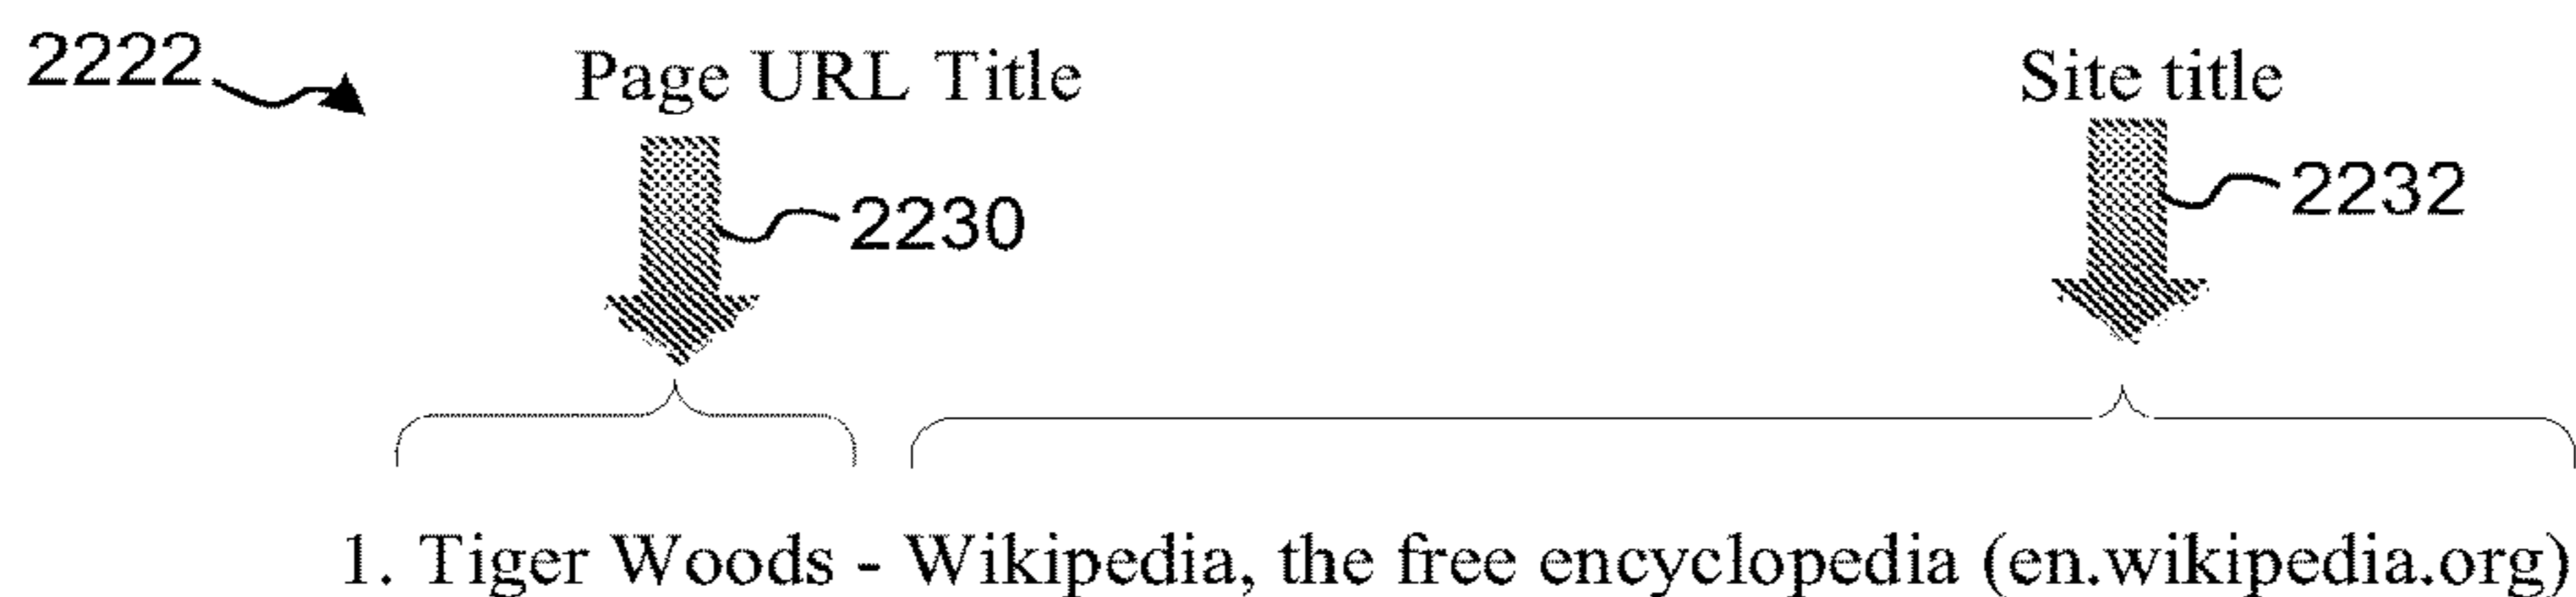 2222 Page URL Title Site title
2230 2232
1. Tiger Woods - Wikipedia, the free encyclopedia (en.wikipedia.org)